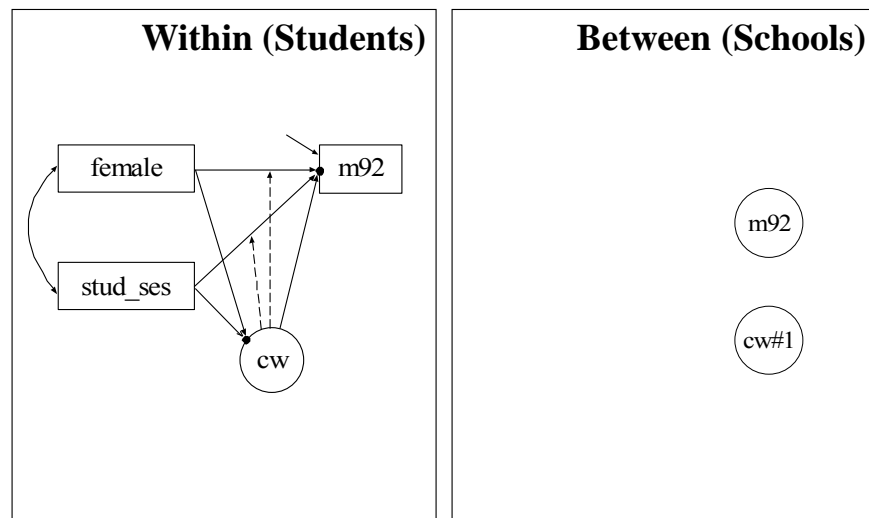 Within (Students)
female
m92
stud_ses
cw
Between (Schools)
m92
cw#1